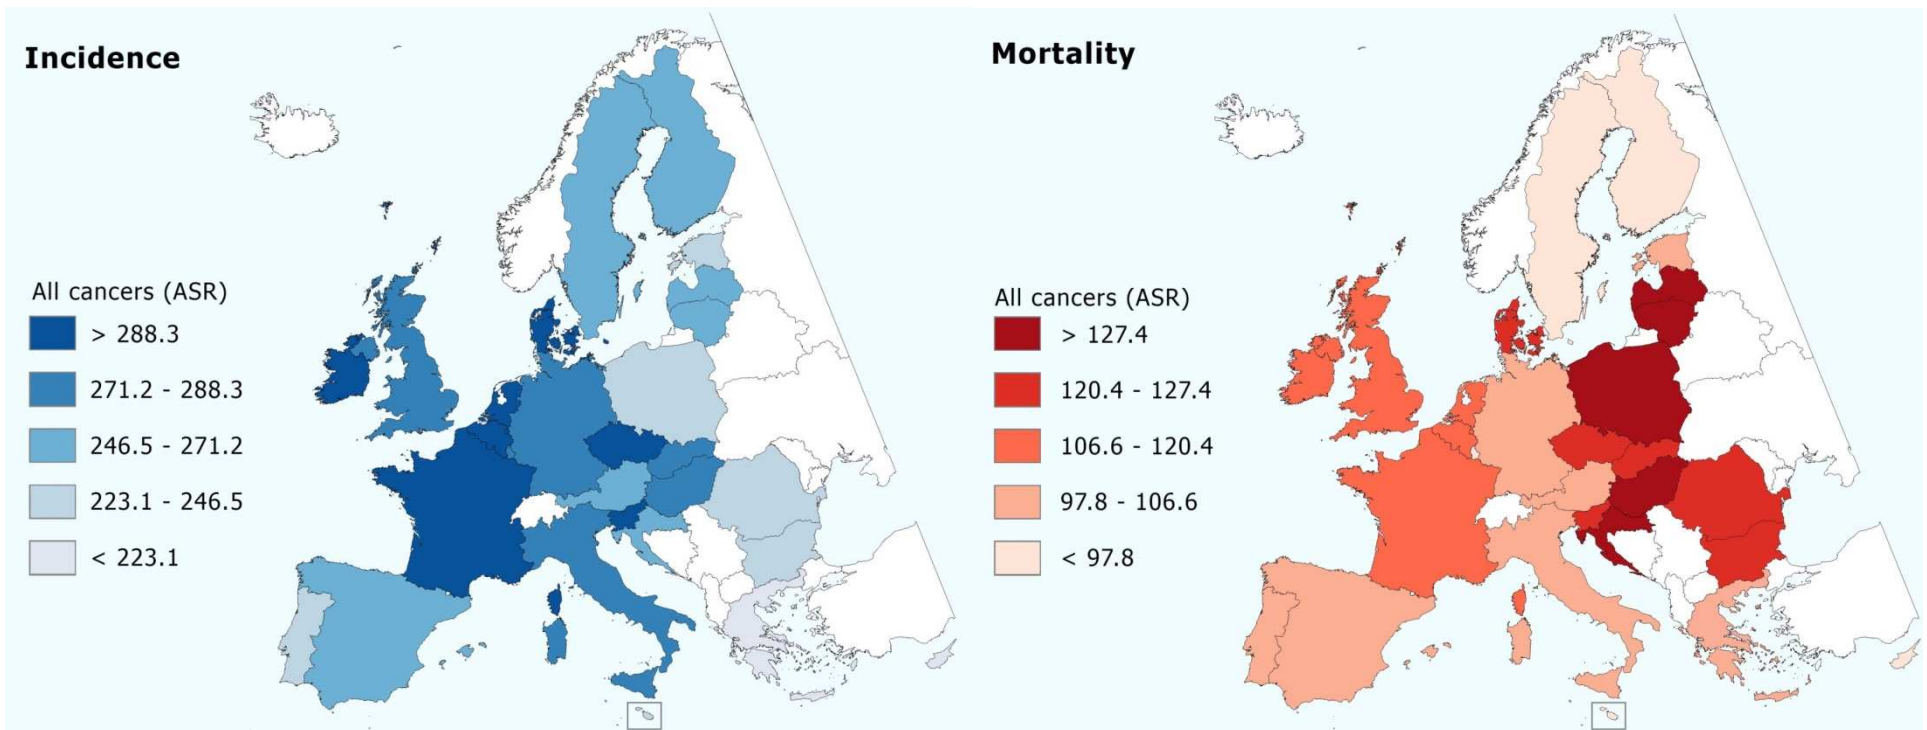 Incidence
All cancers (ASR)
> 288.3
271.2 - 288.3
246.5 - 271.2
223.1 - 246.5
< 223.1
Mortality
All cancers (ASR)
> 127.4
120.4 - 127.4
106.6 - 120.4
97.8 - 106.6
< 97.8